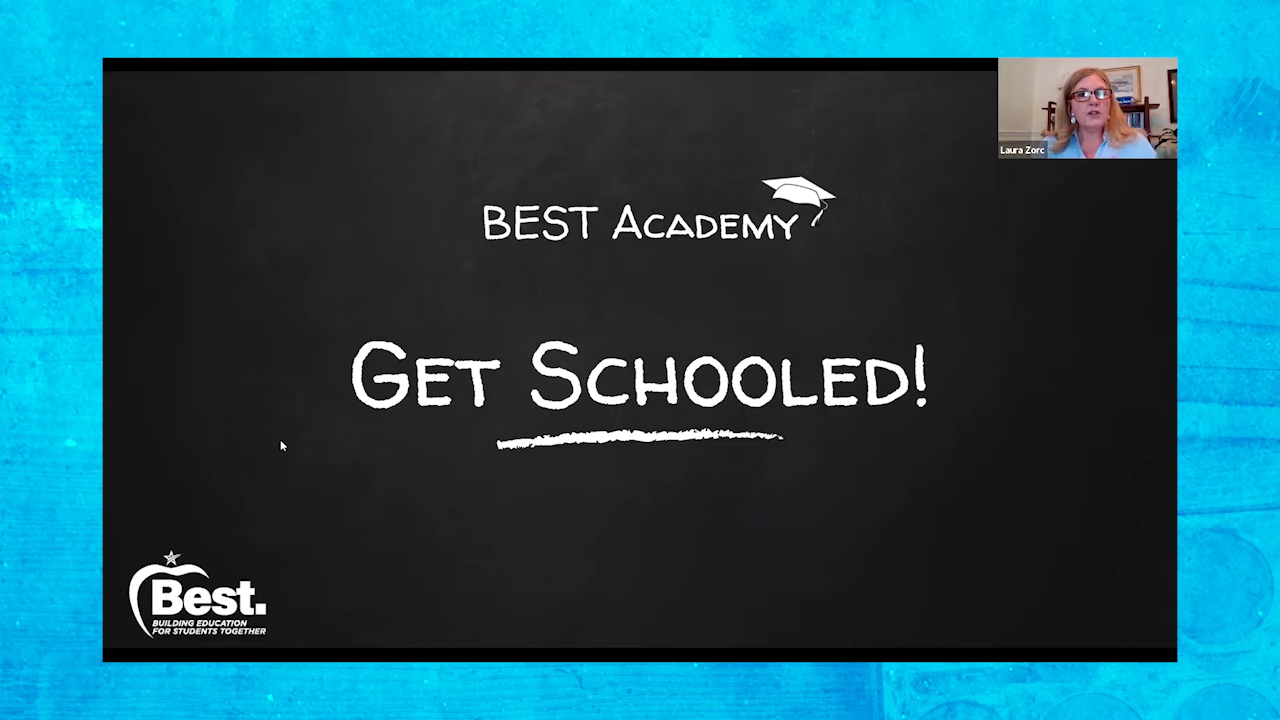 Laura Zorc
BEST ACADEMY
GET SCHOOLED!
Best.
BUILDING EDUCATION
FOR STUDENTS TOGETHER